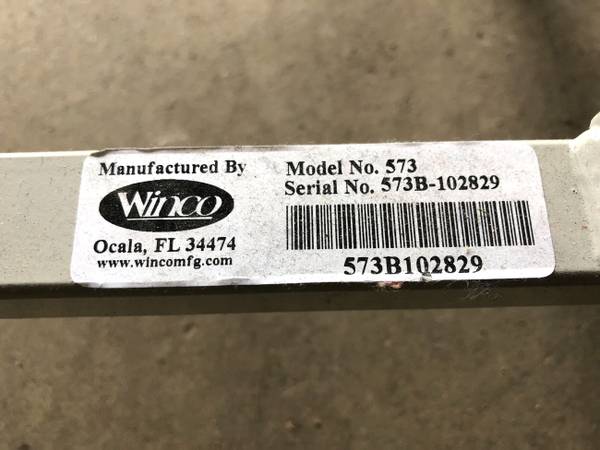 Manufactured By
Winco
Ocala, FL 34474
www.wincomfg.com
Model No. 573
Serial No. 573B-102829
573B102829